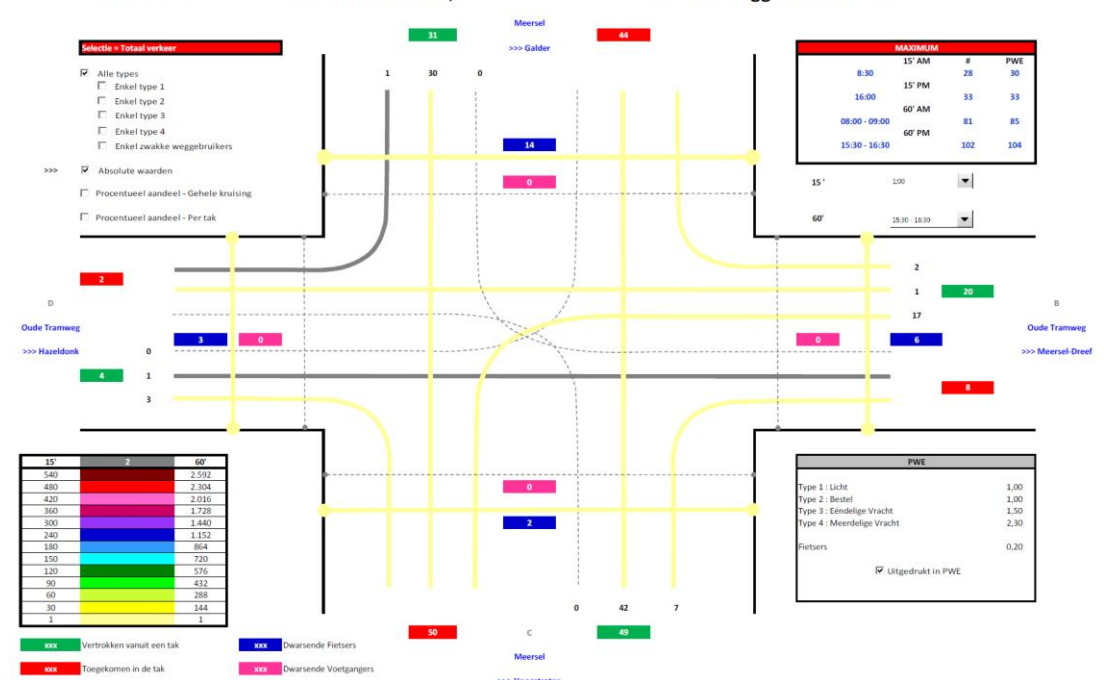 Meersel
>>> Galder
31
44
Selectie = Totaal verkeer
Alle types
Enkel type 1
Enkel type 2
Enkel type 3
Enkel type 4
Enkel zwakke weggebruikers
>>> Absolute waarden
Procentueel aandeel - Gehele kruising
Procentueel aandeel - Per tak
1 30 0
MAXIMUM
15' AM # PWE
8:30 28 30
15' PM
16:00 33 33
60' AM
08:00 - 09:00 81 85
60' PM
15:30 - 16:30 102 104
15 ' 1:00
60' 15:30 - 16:30
14
0
2
D
Oude Tramweg
>>> Hazeldonk
3 0
0
4 1
3
2
1 20
17
0 6
8
B
Oude Tramweg
>>> Meersel-Dreef
15' 2 60'
540 2.592
480 2.304
420 2.016
360 1.728
300 1.440
240 1.152
180 864
150 720
120 576
90 432
60 288
30 144
1 1
0
2
PWE
Type 1 : Licht 1,00
Type 2 : Bestel 1,00
Type 3 : Eéndelige Vracht 1,50
Type 4 : Meerdelige Vracht 2,30
Fietsers 0,20
Uitgedrukt in PWE
0 42 7
50 C 49
Meersel
xxx Vertrokken vanuit een tak
xxx Dwarsende Fietsers
xxx Toegekomen in de tak
xxx Dwarsende Voetgangers